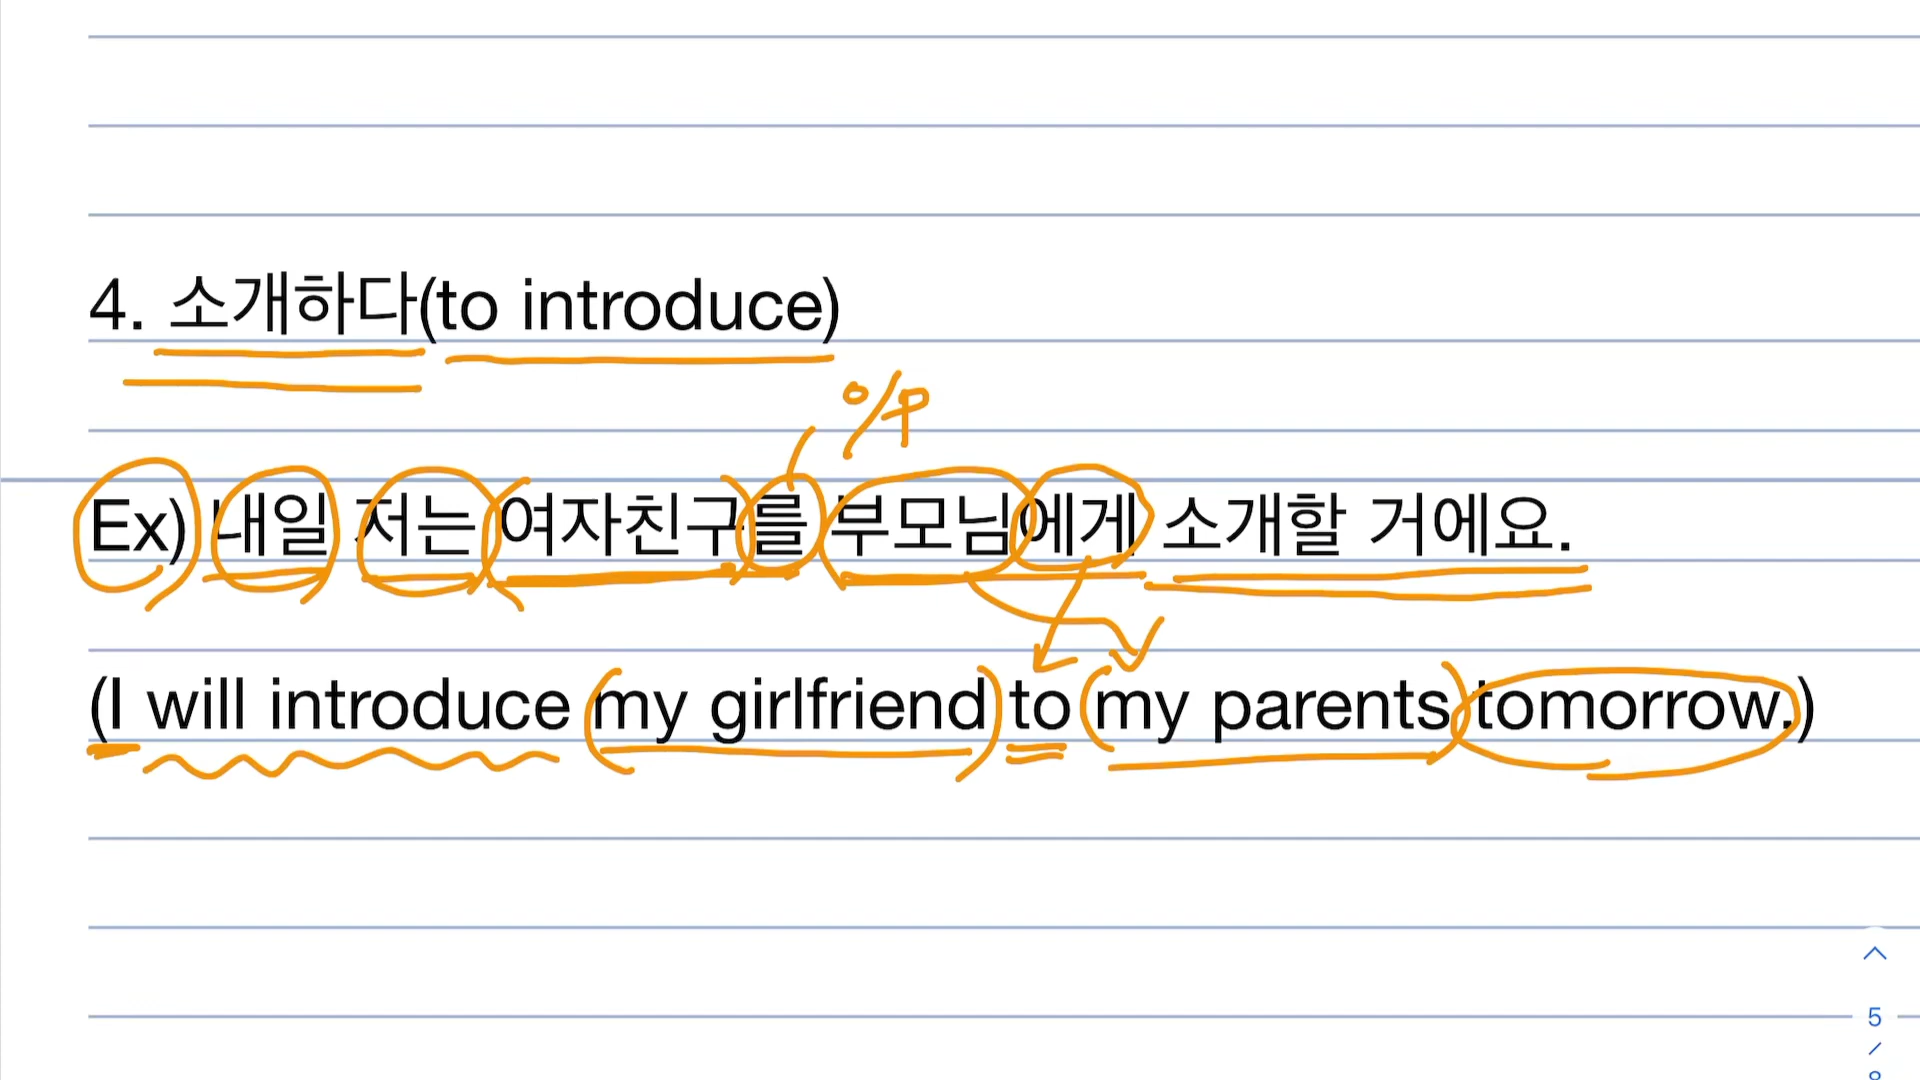 4. 소개하다(to introduce)
o/p
Ex) 내일 저는 여자친구를 부모님에게 소개할 거에요.
(I will introduce my girlfriend to my parents tomorrow.)
5
/